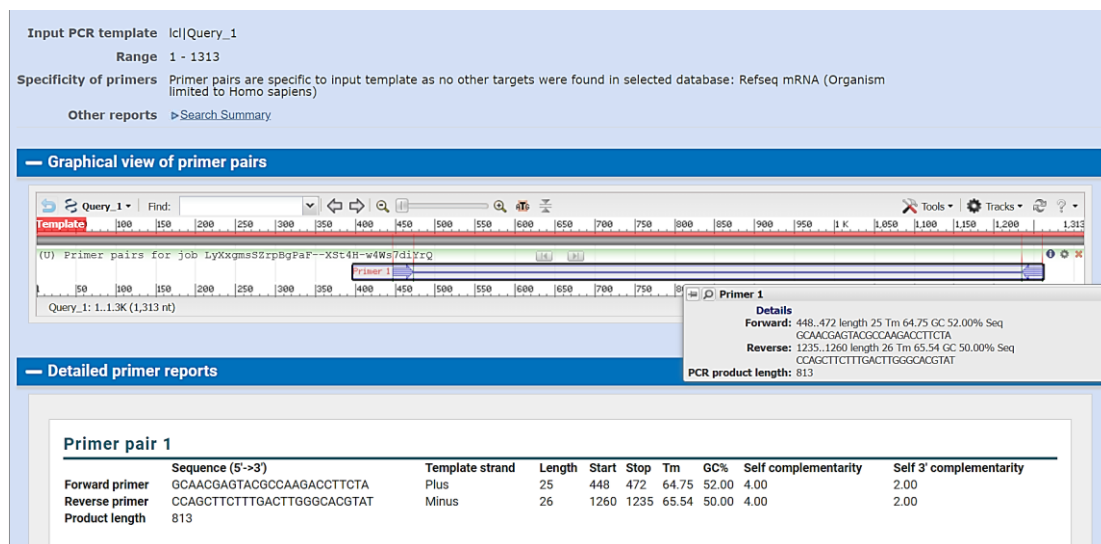 Input PCR template lcl|Query_1
Range 1 - 1313
Specificity of primers Primer pairs are specific to input template as no other targets were found in selected database: Refseq mRNA (Organism
limited to Homo sapiens)
Other reports ▹Search Summary
— Graphical view of primer pairs
Query_1 Find: Tools Tracks ?
Template |100 |150 |200 |250 |300 |350 |400 |450 |500 |550 |600 |650 |700 |750 |800 |850 |900 |950 |1 K |1,050 |1,100 |1,150 |1,200 1,313
(U) Primer pairs for job LyXxgmsSZrpBgPaF--XSt4H-w4Ws7diYrQ
Primer 1
1 |50 |100 |150 |200 |250 |300 |350 |400 |450 |500 |550 |600 |650 |700 |750
Query_1: 1..1.3K (1,313 nt)
Primer 1
Details
Forward: 448..472 length 25 Tm 64.75 GC 52.00% Seq
GCAACGAGTACGCCAAGACCTTCTA
Reverse: 1235..1260 length 26 Tm 65.54 GC 50.00% Seq
CCAGCTTCTTTGACTTGGGCACGTAT
PCR product length: 813
— Detailed primer reports
Primer pair 1
Sequence (5'->3') Template strand Length Start Stop Tm GC% Self complementarity Self 3' complementarity
Forward primer GCAACGAGTACGCCAAGACCTTCTA Plus 25 448 472 64.75 52.00 4.00 2.00
Reverse primer CCAGCTTCTTTGACTTGGGCACGTAT Minus 26 1260 1235 65.54 50.00 4.00 2.00
Product length 813